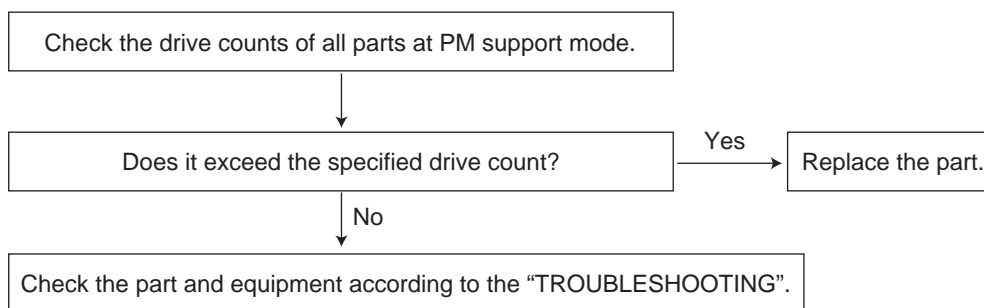 Check the drive counts of all parts at PM support mode.
Does it exceed the specified drive count?
Yes
Replace the part.
No
Check the part and equipment according to the “TROUBLESHOOTING”.